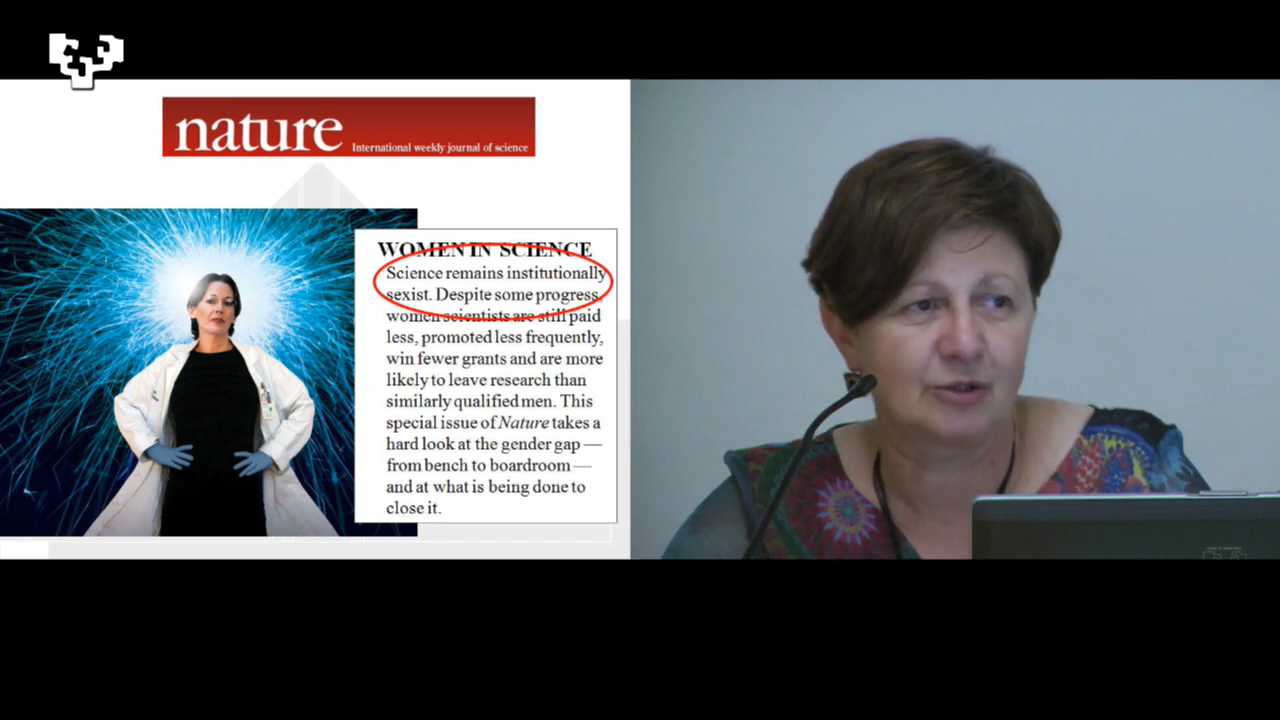 nature
International weekly journal of science
WOMEN IN SCIENCE
Science remains institutionally
sexist. Despite some progress,
women scientists are still paid
less, promoted less frequently,
win fewer grants and are more
likely to leave research than
similarly qualified men. This
special issue of Nature takes a
hard look at the gender gap —
from bench to boardroom —
and at what is being done to
close it.